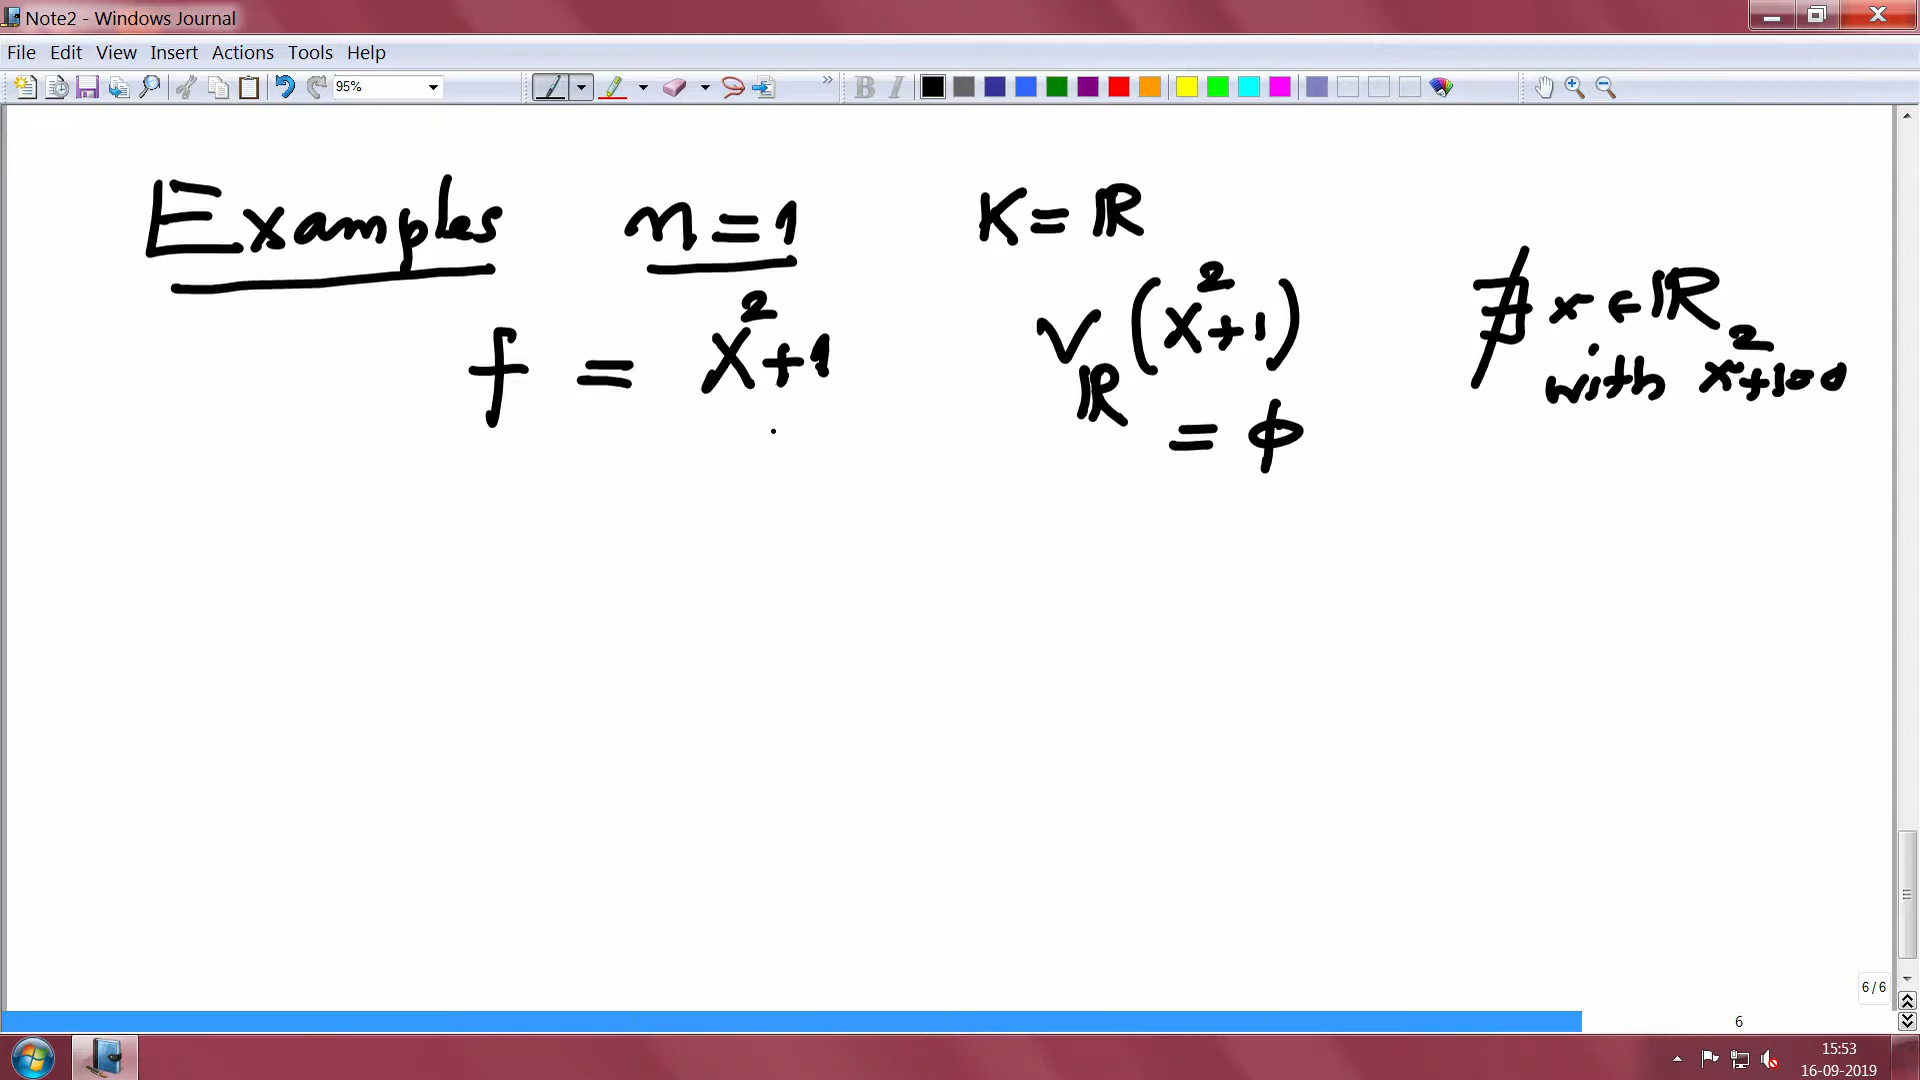 Note2 - Windows Journal
File Edit View Insert Actions Tools Help
95% B I
Examples n=1 K=ℝ
f = X²+1 V_ℝ(X²+1) = ϕ
∄ x ∈ ℝ
with x²+1=0
6 / 6
6
15:53
16-09-2019